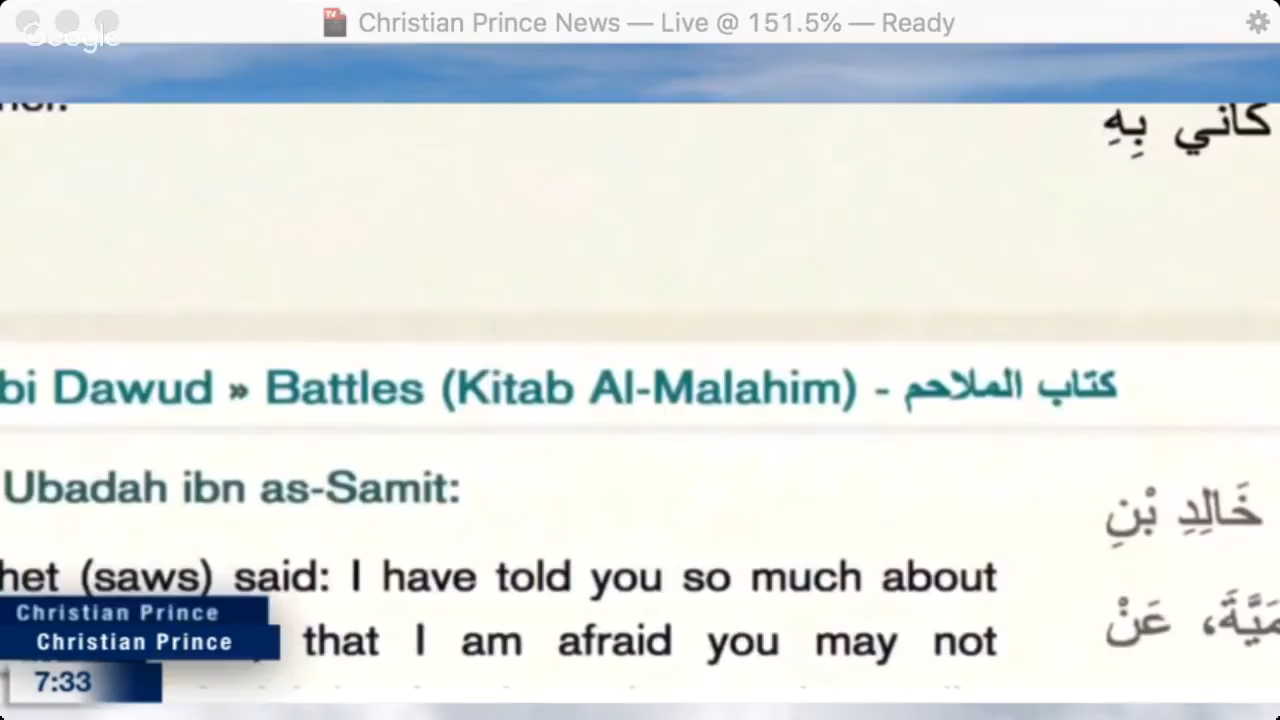 Christian Prince News — Live @ 151.5% — Ready
Google
كأني بِهِ
bi Dawud » Battles (Kitab Al-Malahim) - كتاب الملاحم
Ubadah ibn as-Samit:
خَالِدِ بْنِ
het (saws) said: I have told you so much about
that I am afraid you may not
مَيَّةَ، عَنْ
Christian Prince
Christian Prince
7:33